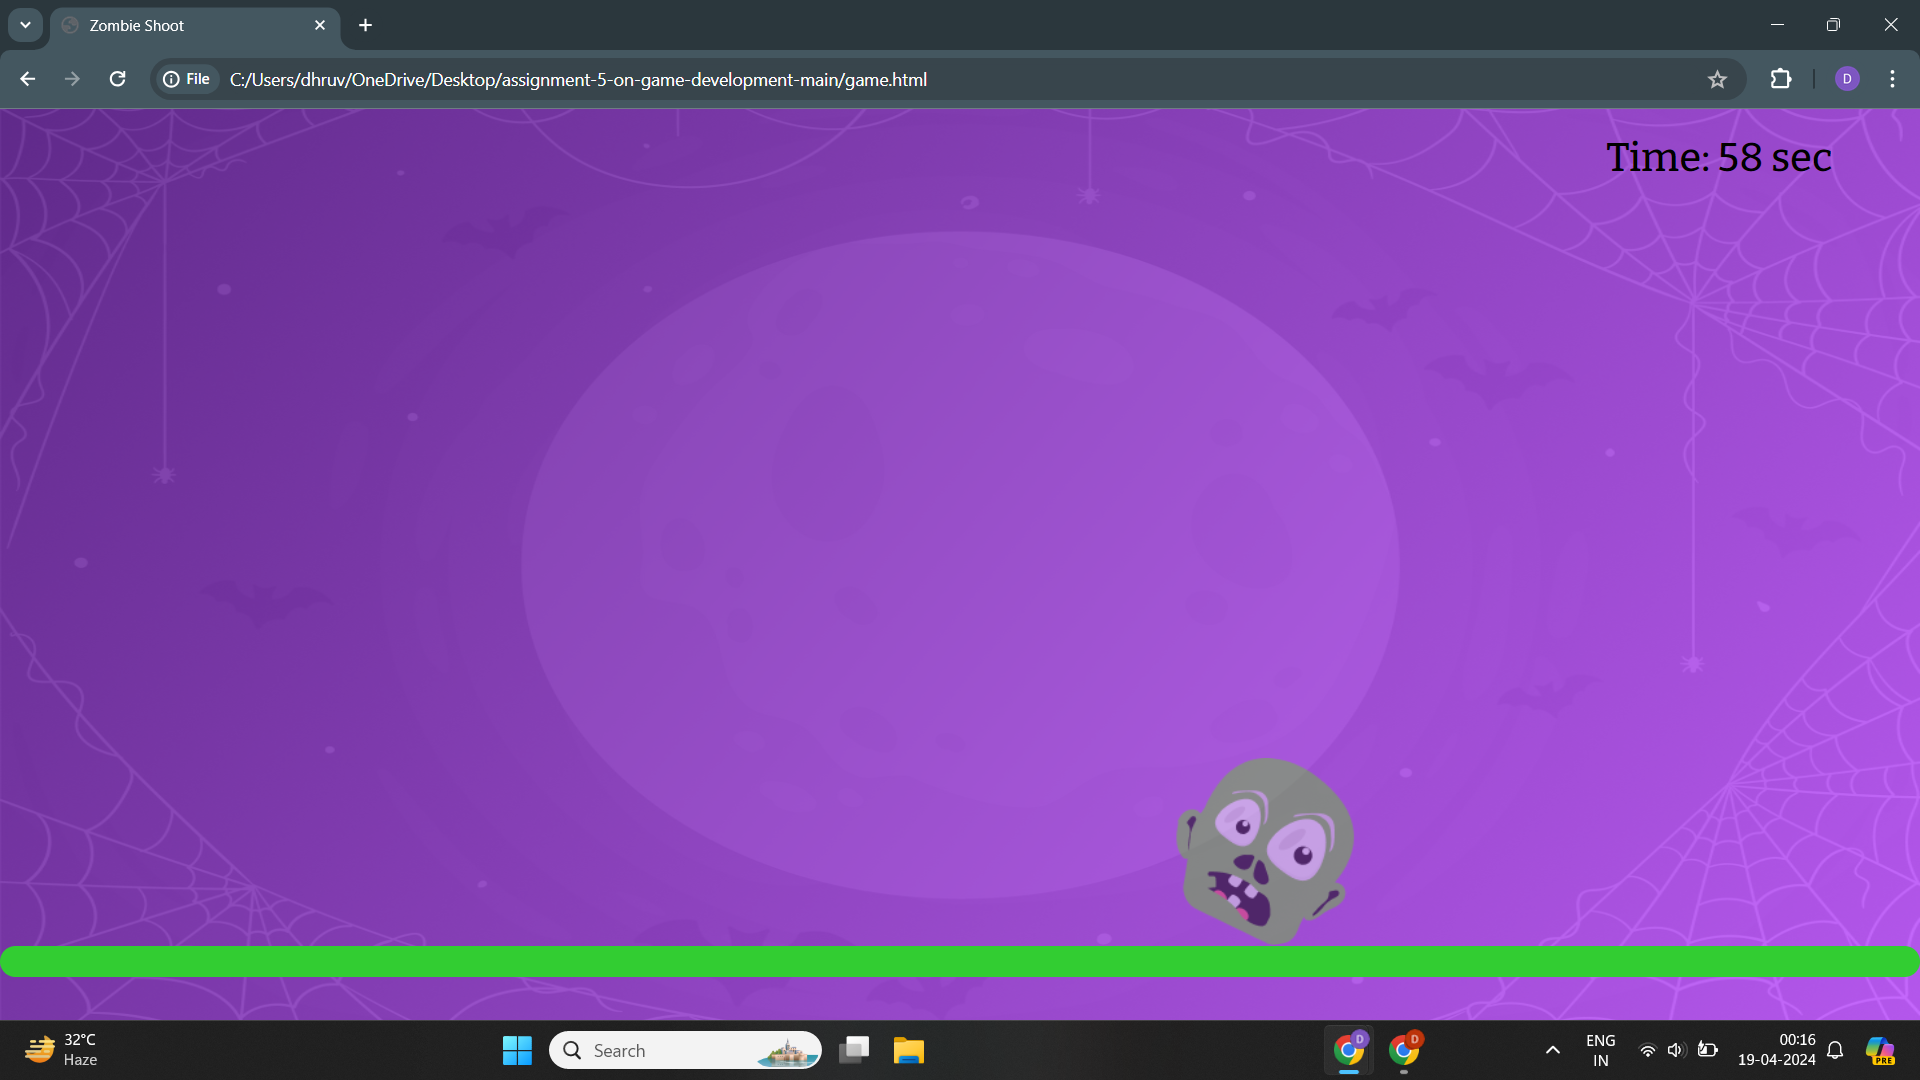 Zombie Shoot
File C:/Users/dhruv/OneDrive/Desktop/assignment-5-on-game-development-main/game.html
D
Time: 58 sec
32°C
Haze
Search
D
D
ENG
IN
00:16
19-04-2024
PRE